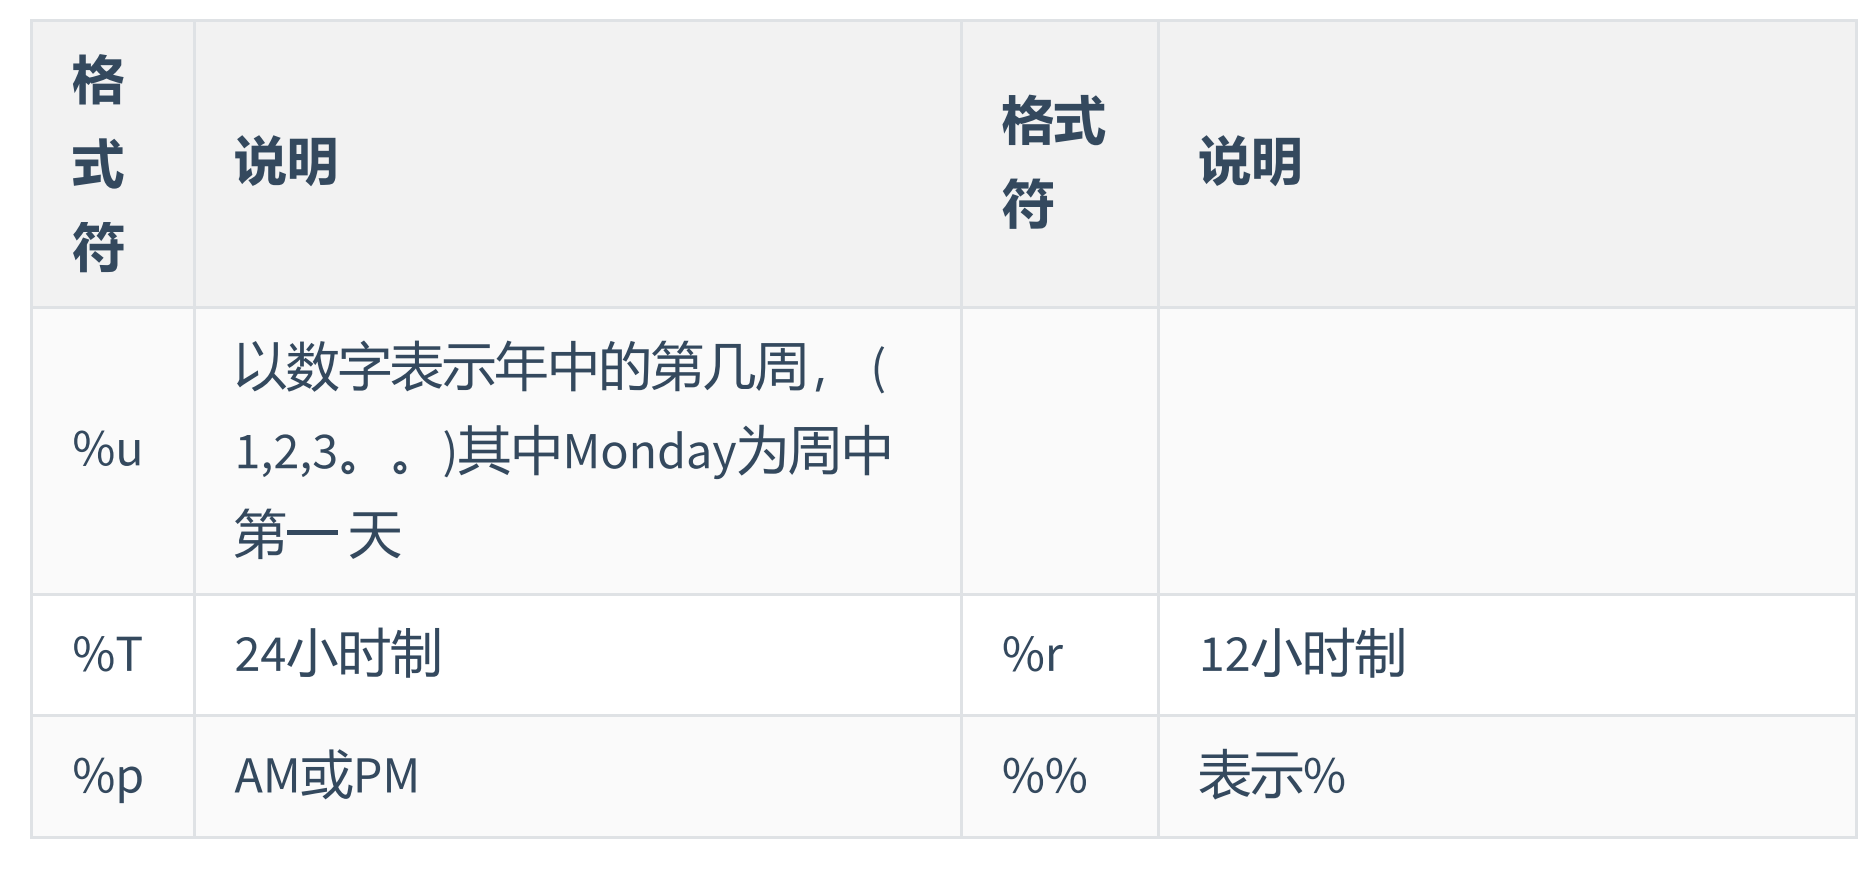 格
式
符
说明
格式
符
说明
%u
以数字表示年中的第几周，(
1,2,3。。)其中Monday为周中
第一 天
%T
24小时制
%r
12小时制
%p
AM或PM
%%
表示%